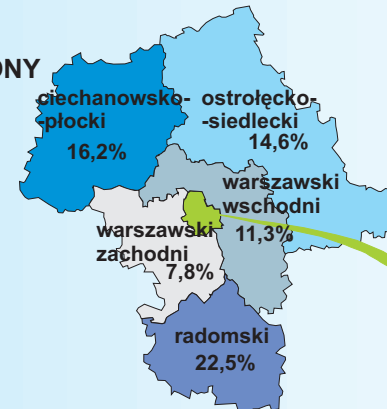 ciechanowsko-
-płocki
16,2%
ostrołęcko-
-siedlecki
14,6%
warszawski
wschodni
11,3%
warszawski
zachodni
7,8%
radomski
22,5%